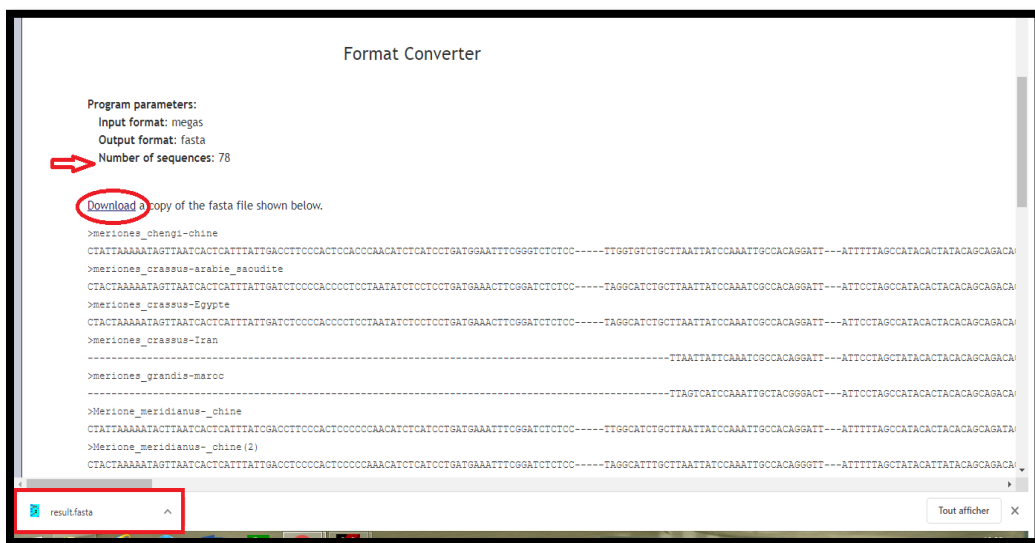 Format Converter
Program parameters:
Input format: megas
Output format: fasta
Number of sequences: 78
Download a copy of the fasta file shown below.
>meriones_chengi-chine
CTATTAAAAATAGTTAATCACTCATTTATTGACCTTCCCACTCCACCCAACATCTCATCCTGATGGAATTTCGGGTCTCTCC-----TTGGTGTCTGCTTAATTATCCAAATTGCCACAGGATT---ATTTTTAGCCATACACTATACAGCAGACA
>meriones_crassus-arabie_saoudite
CTACTAAAAATAGTTAATCACTCATTTATTGATCTCCCCACCCCTCCTAATATCTCCTCCTGATGAAACTTCGGATCTCTCC-----TAGGCATCTGCTTAATTATCCAAATCGCCACAGGATT---ATTCCTAGCCATACACTACACAGCAGACA
>meriones_crassus-Egypte
CTACTAAAAATAGTTAATCACTCATTTATTGATCTCCCCACCCCTCCTAATATCTCCTCCTGATGAAACTTCGGATCTCTCC-----TAGGCATCTGCTTAATTATCCAAATCGCCACAGGATT---ATTCCTAGCCATACACTACACAGCAGACA
>meriones_crassus-Iran
---------------------------------------------------------------------------------------------------TTAATTATTCAAATCGCCACAGGATT---ATTCCTAGCTATACACTACACAGCAGACA
>meriones_grandis-maroc
---------------------------------------------------------------------------------------------------TTAGTCATCCAAATTGCTACGGGACT---ATTCCTAGCCATACACTACACAGCAGACA
>Merione_meridianus-_chine
CTATTAAAAATACTTAATCACTCATTTATCGACCTTCCCACTCCCCCCAACATCTCATCCTGATGAAATTTCGGATCTCTCC-----TTGGCATCTGCTTAATTATCCAAATTGCCACAGGATT---ATTTTTAGCCATACACTACACAGCAGATA
>Merione_meridianus-_chine(2)
CTACTAAAAATAGTTAATCACTCATTTATTGACCTCCCCACTCCCCCAAACATCTCATCCTGATGAAATTTCGGATCTCTCC-----TAGGCATTTGCTTAATTATCCAAATTGCCACAGGGTT---ATTTTTAGCTATACATTATACAGCAGACA
result.fasta
Tout afficher